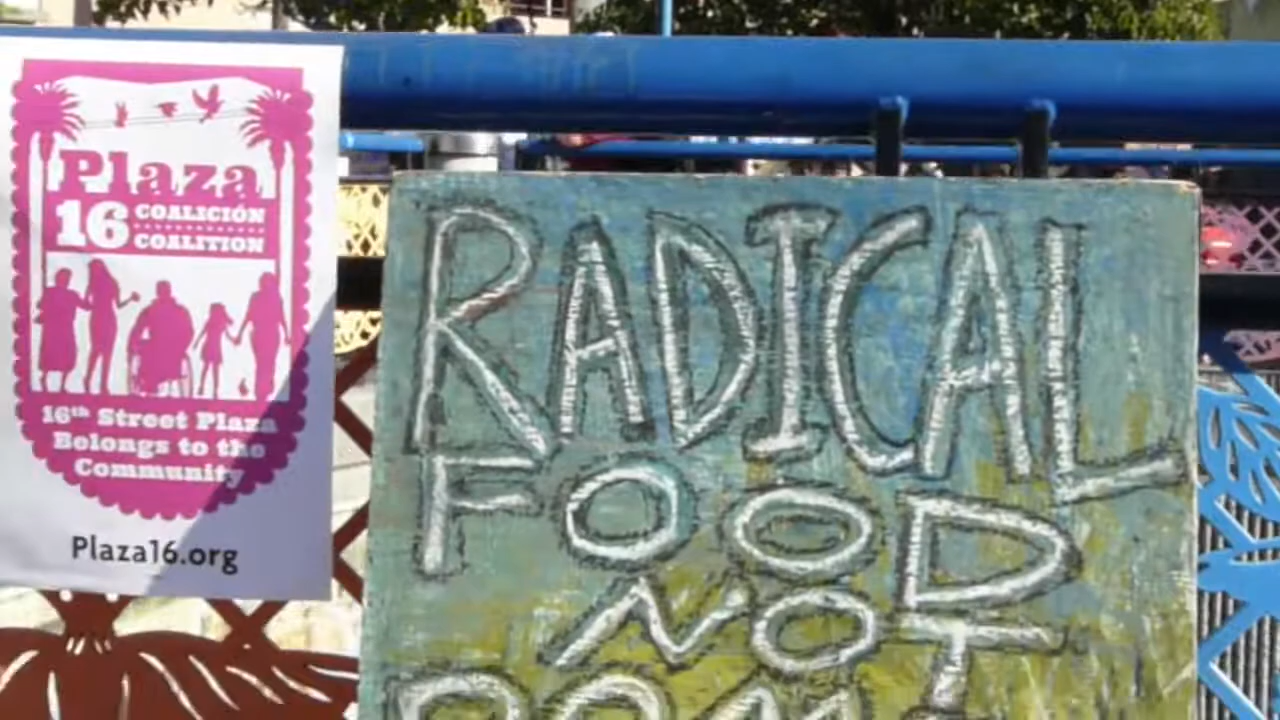 Plaza
16 COALICIÓN
COALITION
16th Street Plaza
Belongs to the
Community
Plaza16.org
RADICAL
FOOD
NOT